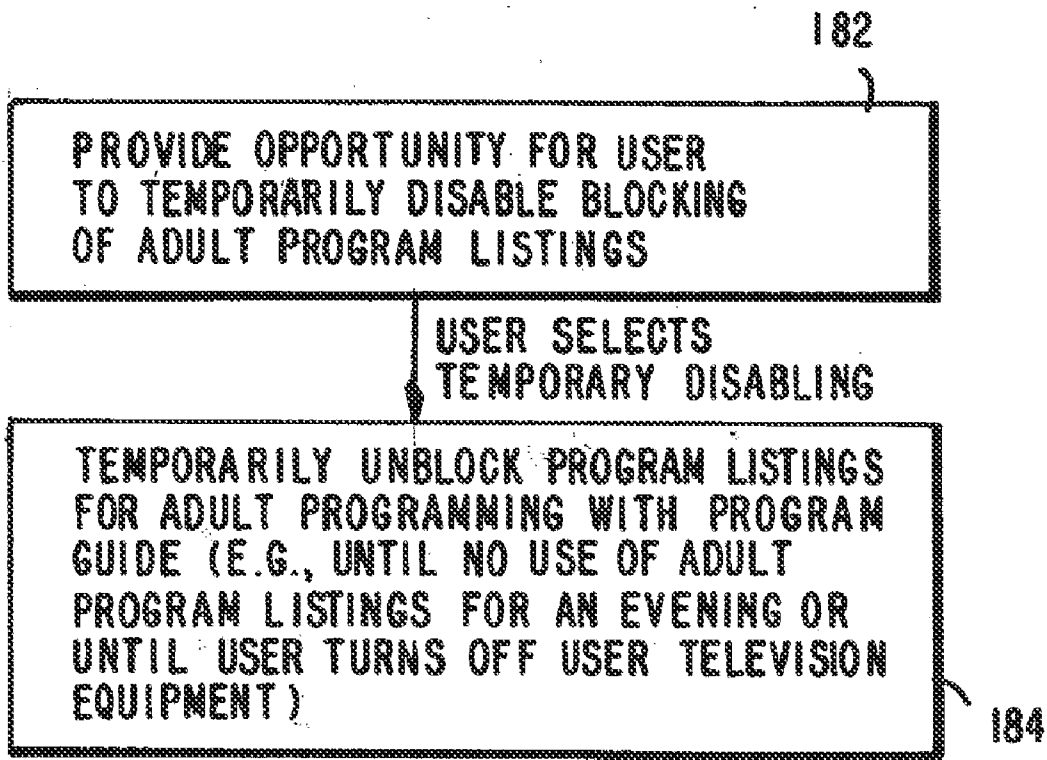 182
PROVIDE OPPORTUNITY FOR USER
TO TEMPORARILY DISABLE BLOCKING
OF ADULT PROGRAM LISTINGS
USER SELECTS
TEMPORARY DISABLING
TEMPORARILY UNBLOCK PROGRAM LISTINGS
FOR ADULT PROGRAMMING WITH PROGRAM
GUIDE (E.G., UNTIL NO USE OF ADULT
PROGRAM LISTINGS FOR AN EVENING OR
UNTIL USER TURNS OFF USER TELEVISION
EQUIPMENT)
184